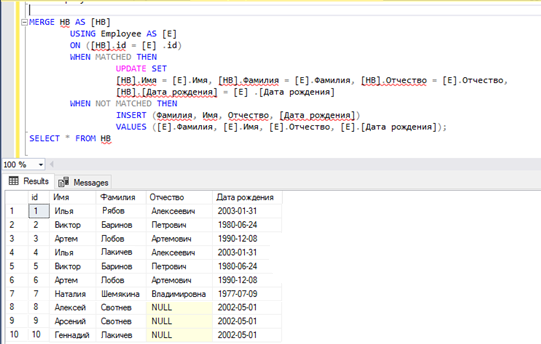 MERGE HB AS [HB]
USING Employee AS [E]
ON ([HB].id = [E] .id)
WHEN MATCHED THEN
UPDATE SET
[HB].Имя = [E].Имя, [HB].Фамилия = [E].Фамилия, [HB].Отчество = [E].Отчество,
[HB].[Дата рождения] = [E] .[Дата рождения]
WHEN NOT MATCHED THEN
INSERT (Фамилия, Имя, Отчество, [Дата рождения])
VALUES ([E].Фамилия, [E].Имя, [E].Отчество, [E].[Дата рождения]);
SELECT * FROM HB
100 %
Results Messages
id Имя Фамилия Отчество Дата рождения
1 1 Илья Рябов Алексеевич 2003-01-31
2 2 Виктор Баринов Петрович 1980-06-24
3 3 Артем Лобов Артемович 1990-12-08
4 4 Илья Лакичев Алексеевич 2003-01-31
5 5 Виктор Баринов Петрович 1980-06-24
6 6 Артем Лобов Артемович 1990-12-08
7 7 Наталия Шемякина Владимировна 1977-07-09
8 8 Алексей Свотнев NULL 2002-05-01
9 9 Арсений Свотнев NULL 2002-05-01
10 10 Геннадий Лакичев NULL 2002-05-01